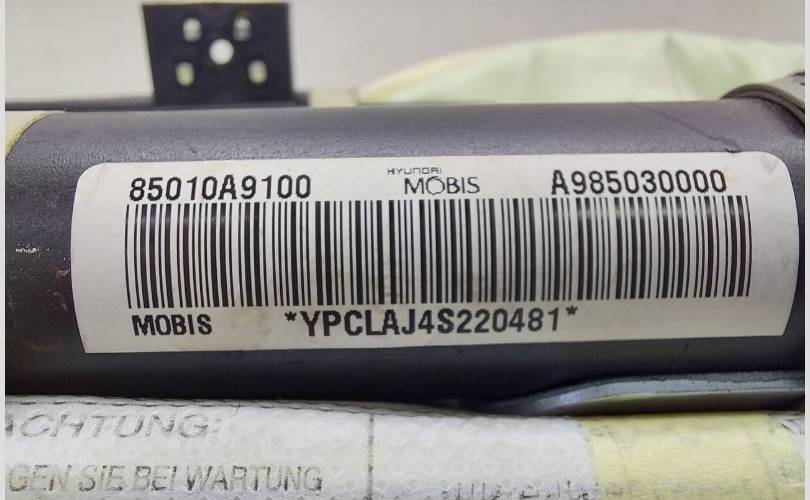 85010A9100
HYUNDAI
MOBIS
A985030000
MOBIS
*YPCLAJ4S220481*
ACHTUNG:
GEN SIE BEI WARTUNG